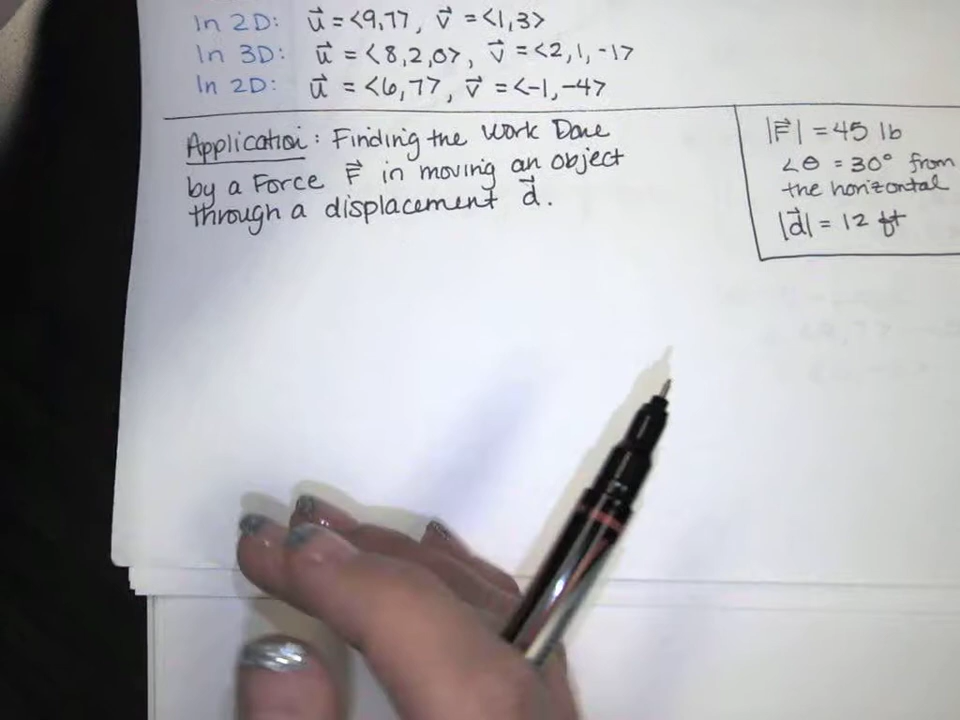 In 2D: u⃗ = <9,7>, v⃗ = <1,3>
In 3D: u⃗ = <8,2,0>, v⃗ = <2,1,-1>
In 2D: u⃗ = <6,7>, v⃗ = <-1,-4>
Application: Finding the Work Done
by a Force F⃗ in moving an object
through a displacement d⃗.
|F⃗| = 45 lb
∠θ = 30° from
the horizontal
|d⃗| = 12 ft